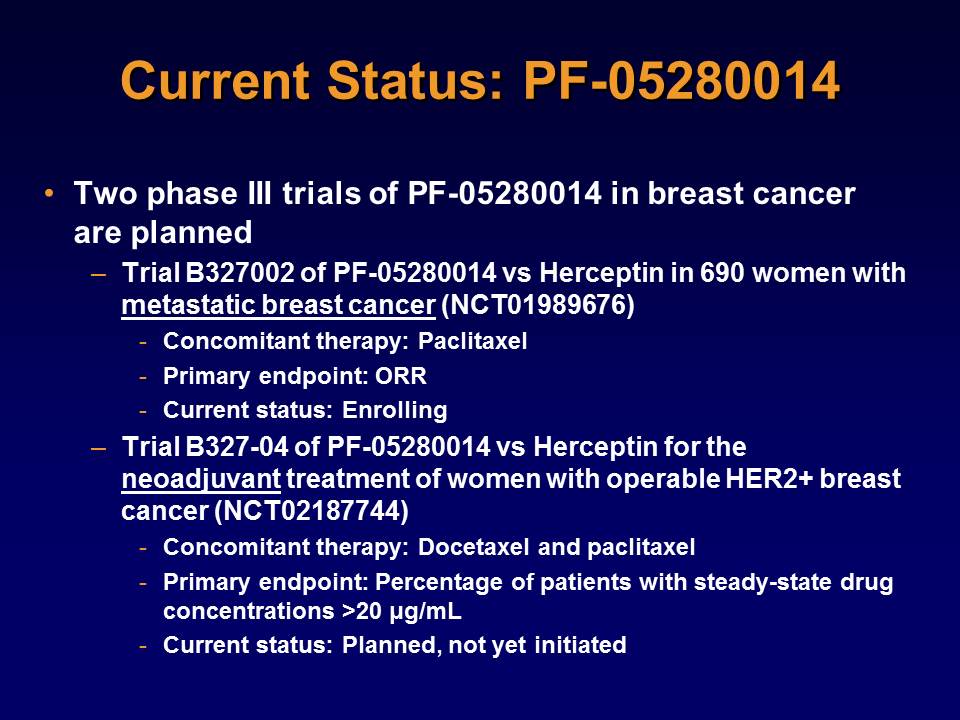 Current Status: PF-05280014
• Two phase III trials of PF-05280014 in breast cancer
are planned
– Trial B327002 of PF-05280014 vs Herceptin in 690 women with
metastatic breast cancer (NCT01989676)
- Concomitant therapy: Paclitaxel
- Primary endpoint: ORR
- Current status: Enrolling
– Trial B327-04 of PF-05280014 vs Herceptin for the
neoadjuvant treatment of women with operable HER2+ breast
cancer (NCT02187744)
- Concomitant therapy: Docetaxel and paclitaxel
- Primary endpoint: Percentage of patients with steady-state drug
concentrations >20 μg/mL
- Current status: Planned, not yet initiated